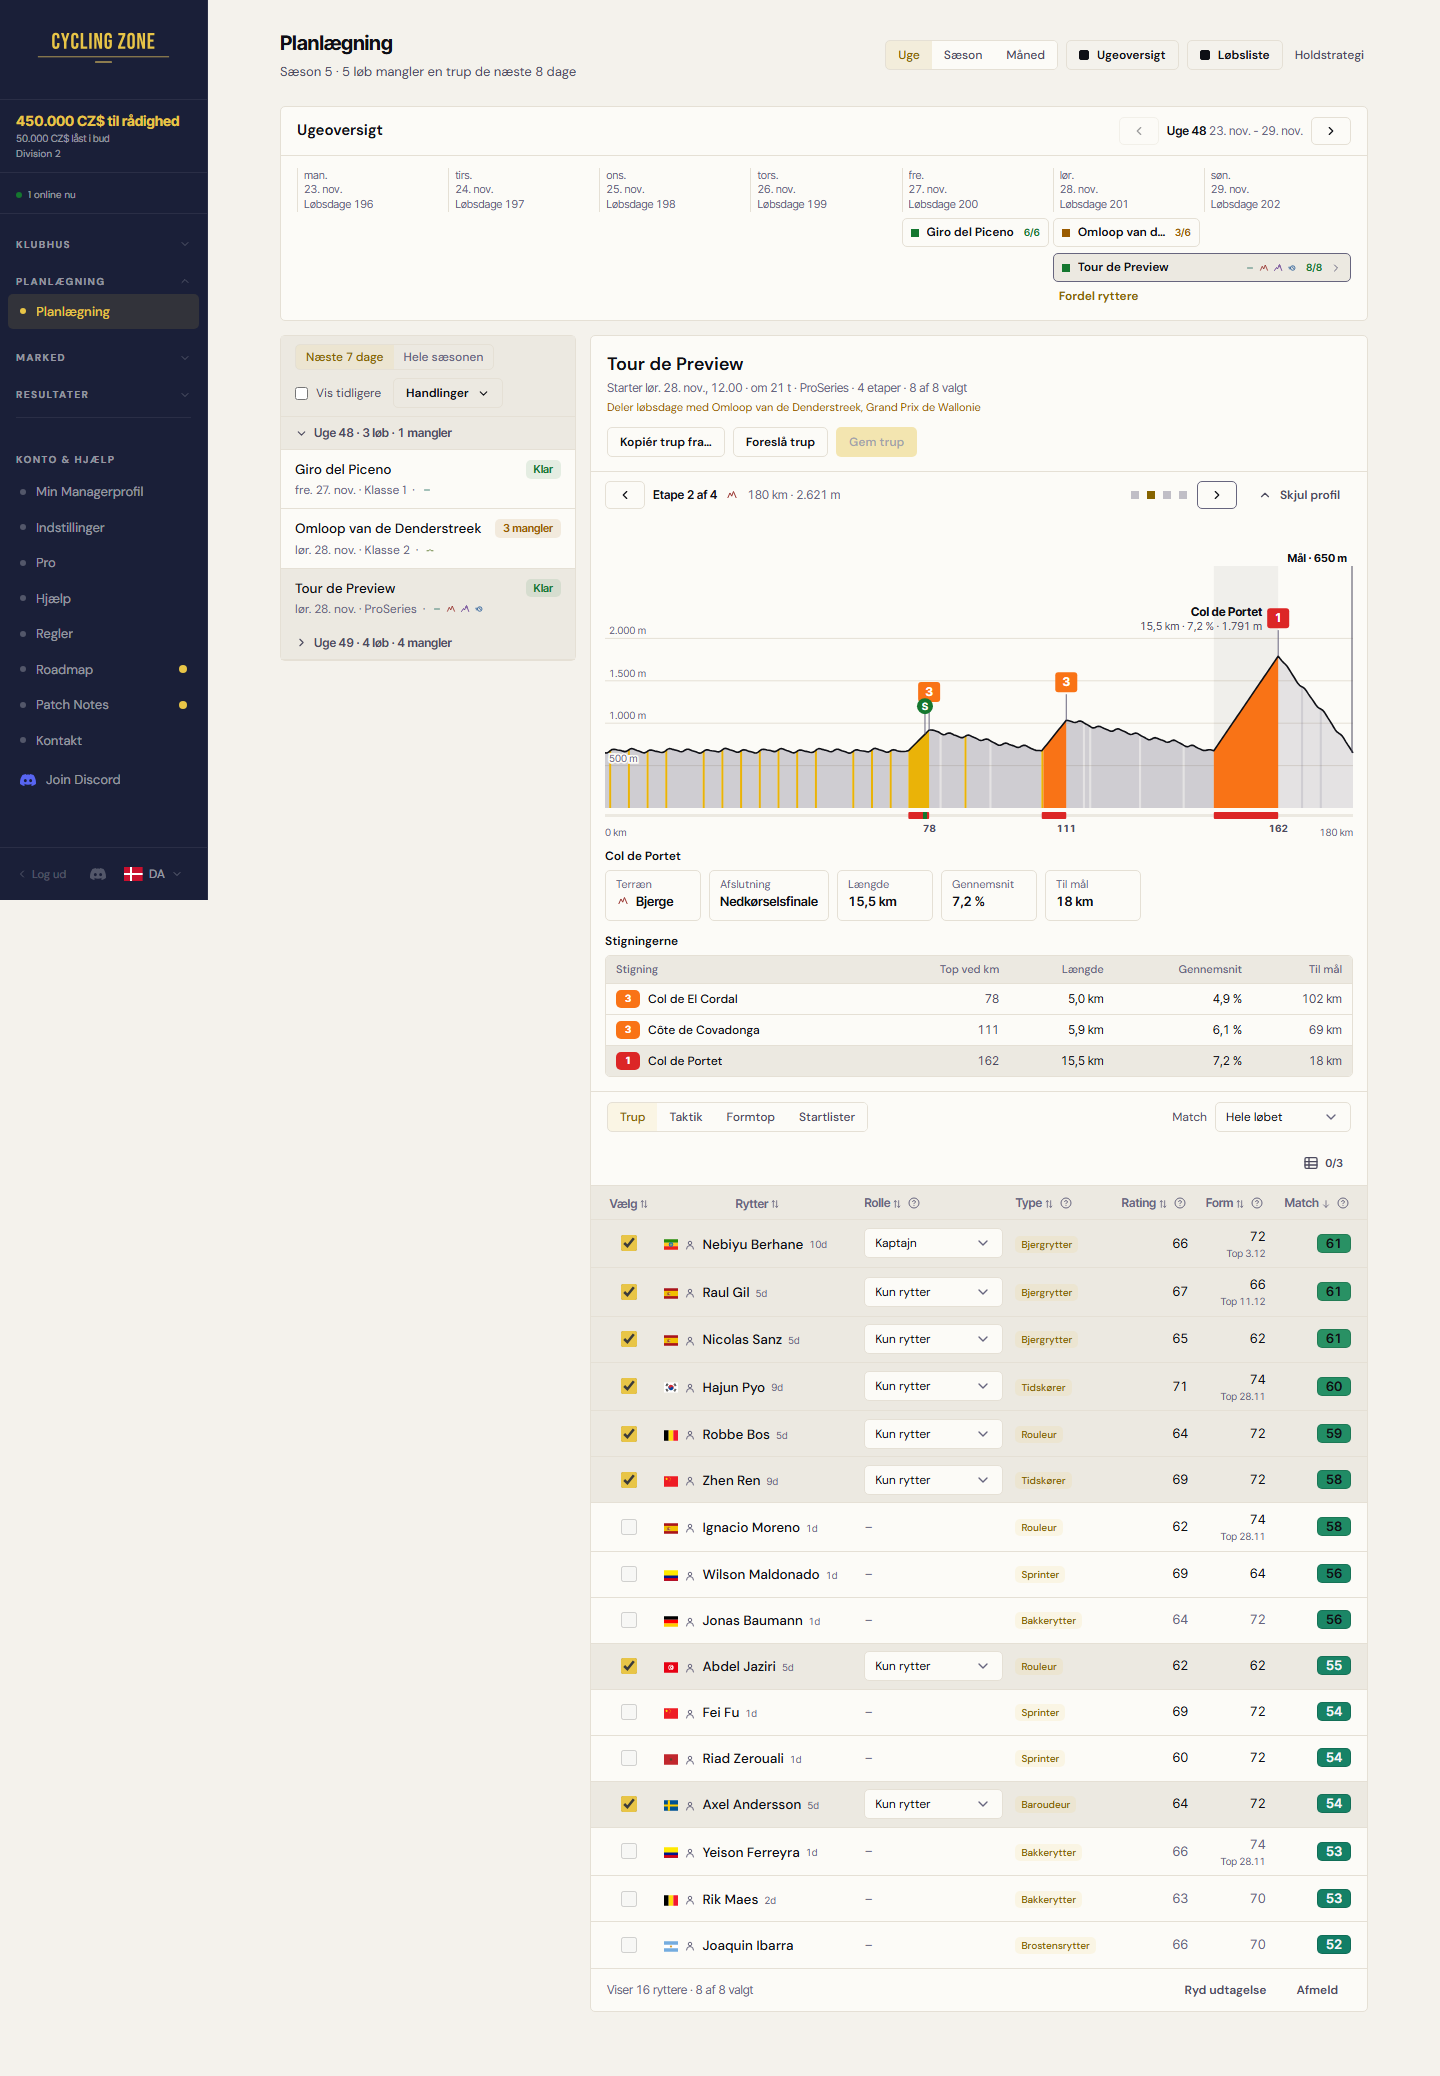 CYCLING ZONE
450.000 CZ$ til rådighed
50.000 CZ$ låst i bud
Division 2
1 online nu
KLUBHUS
PLANLÆGNING
Planlægning
MARKED
RESULTATER
KONTO & HJÆLP
Min Managerprofil
Indstillinger
Pro
Hjælp
Regler
Roadmap
Patch Notes
Kontakt
Join Discord
Log ud
DA
Planlægning
Sæson 5 · 5 løb mangler en trup de næste 8 dage
Uge Sæson Måned
Ugeoversigt
Løbsliste
Holdstrategi
Ugeoversigt
Uge 48 23. nov. - 29. nov.
man.
23. nov.
Løbsdage 196
tirs.
24. nov.
Løbsdage 197
ons.
25. nov.
Løbsdage 198
tors.
26. nov.
Løbsdage 199
fre.
27. nov.
Løbsdage 200
lør.
28. nov.
Løbsdage 201
søn.
29. nov.
Løbsdage 202
Giro del Piceno 6/6
Omloop van d... 3/6
Tour de Preview 8/8
Fordel ryttere
Næste 7 dage Hele sæsonen
Vis tidligere
Handlinger
Uge 48 · 3 løb · 1 mangler
Giro del Piceno Klar
fre. 27. nov. · Klasse 1 ·
Omloop van de Denderstreek 3 mangler
lør. 28. nov. · Klasse 2 ·
Tour de Preview Klar
lør. 28. nov. · ProSeries ·
Uge 49 · 4 løb · 4 mangler
Tour de Preview
Starter lør. 28. nov., 12.00 · om 21 t · ProSeries · 4 etaper · 8 af 8 valgt
Deler løbsdage med Omloop van de Denderstreek, Grand Prix de Wallonie
Kopiér trup fra... Foreslå trup Gem trup
Etape 2 af 4 180 km · 2.621 m
Skjul profil
Mål · 650 m
Col de Portet
15,5 km · 7,2 % · 1.791 m
1
2.000 m
1.500 m
1.000 m
500 m
3
S
3
0 km
78
111
162
180 km
Col de Portet
Terræn
Bjerge
Afslutning
Nedkørselsfinale
Længde
15,5 km
Gennemsnit
7,2 %
Til mål
18 km
Stigningerne
Stigning Top ved km Længde Gennemsnit Til mål
3 Col de El Cordal 78 5,0 km 4,9 % 102 km
3 Côte de Covadonga 111 5,9 km 6,1 % 69 km
1 Col de Portet 162 15,5 km 7,2 % 18 km
Trup Taktik Formtop Startlister
Match Hele løbet
0/3
Vælg Rytter Rolle Type Rating Form Match
Nebiyu Berhane 10d Kaptajn Bjergrytter 66 72 61
Top 3.12
Raul Gil 5d Kun rytter Bjergrytter 67 66 61
Top 11.12
Nicolas Sanz 5d Kun rytter Bjergrytter 65 62 61
Hajun Pyo 9d Kun rytter Tidskører 71 74 60
Top 28.11
Robbe Bos 5d Kun rytter Rouleur 64 72 59
Zhen Ren 9d Kun rytter Tidskører 69 72 58
Ignacio Moreno 1d – Rouleur 62 74 58
Top 28.11
Wilson Maldonado 1d – Sprinter 69 64 56
Jonas Baumann 1d – Bakkerytter 64 72 56
Abdel Jaziri 5d Kun rytter Rouleur 62 62 55
Fei Fu 1d – Sprinter 69 72 54
Riad Zerouali 1d – Sprinter 60 72 54
Axel Andersson 5d Kun rytter Baroudeur 64 72 54
Yeison Ferreyra 1d – Bakkerytter 66 74 53
Top 28.11
Rik Maes 2d – Bakkerytter 63 70 53
Joaquin Ibarra – Brostensrytter 66 70 52
Viser 16 ryttere · 8 af 8 valgt
Ryd udtagelse Afmeld